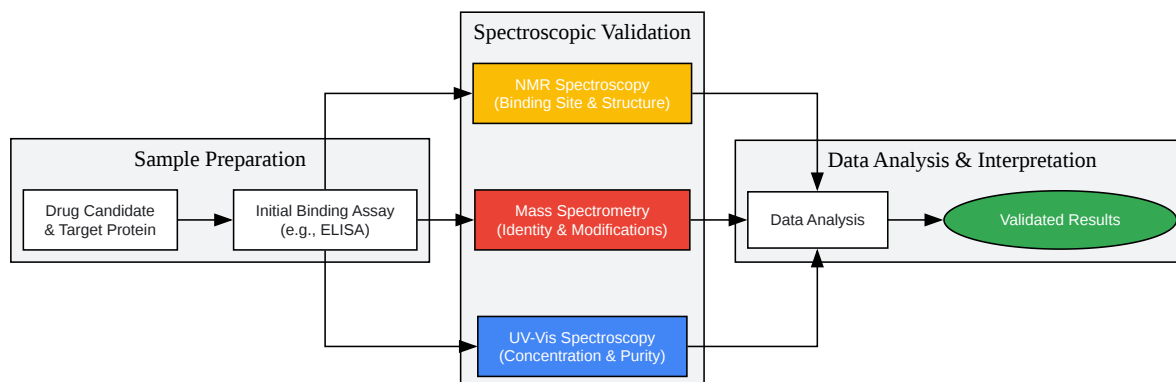 Spectroscopic Validation
NMR Spectroscopy
(Binding Site & Structure)
Sample Preparation
Data Analysis & Interpretation
Drug Candidate
& Target Protein
Initial Binding Assay
(e.g., ELISA)
Mass Spectrometry
(Identity & Modifications)
Data Analysis
Validated Results
UV-Vis Spectroscopy
(Concentration & Purity)